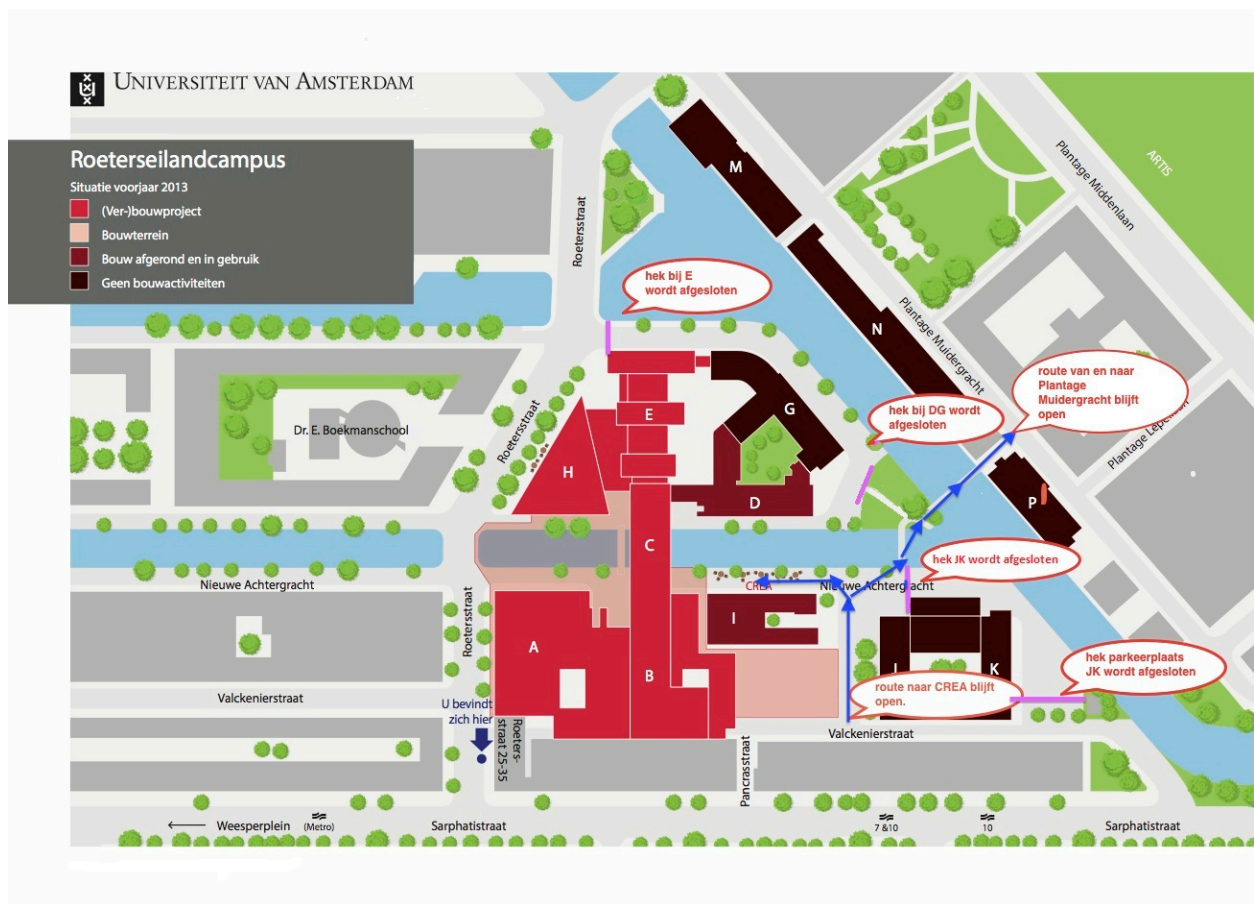 UNIVERSITEIT VAN AMSTERDAM
Roeterseilandcampus
Situatie voorjaar 2013
(Ver-)bouwproject
Bouwterrein
Bouw afgerond en in gebruik
Geen bouwactiviteiten
ARTIS
Plantage Middenlaan
M
Roetersstraat
hek bij E
wordt afgesloten
N
Plantage Muidergracht
route van en naar
Plantage
Muidergracht blijft
open
hek bij DG wordt
afgesloten
Plantage
E
G
Dr. E. Boekmanschool
Roetersstraat
H
D
P
C
hek JK wordt afgesloten
Nieuwe Achtergracht
CREA
Nieuwe Achtergracht
Roetersstraat
I
A
B
J
K
hek parkeerplaats
JK wordt afgesloten
route naar CREA blijft
open.
Valckenierstraat
U bevindt
zich hier
Roeters-
straat 25-35
Valckenierstraat
Pancrasstraat
Weesperplein
(Metro)
Sarphatistraat
7 &10
10
Sarphatistraat